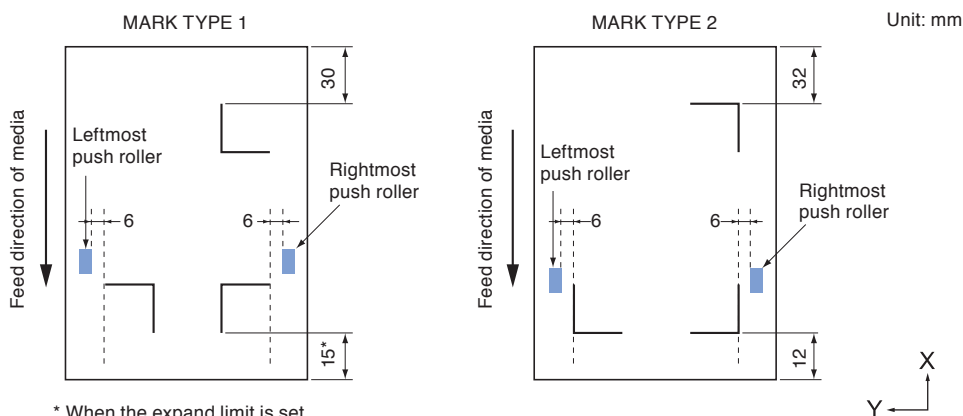 MARK TYPE 1
MARK TYPE 2
Unit: mm
30
32
Feed direction of media
Leftmost
push roller
Rightmost
push roller
6
6
15*
Feed direction of media
Leftmost
push roller
Rightmost
push roller
6
6
12
X
Y
* When the expand limit is set